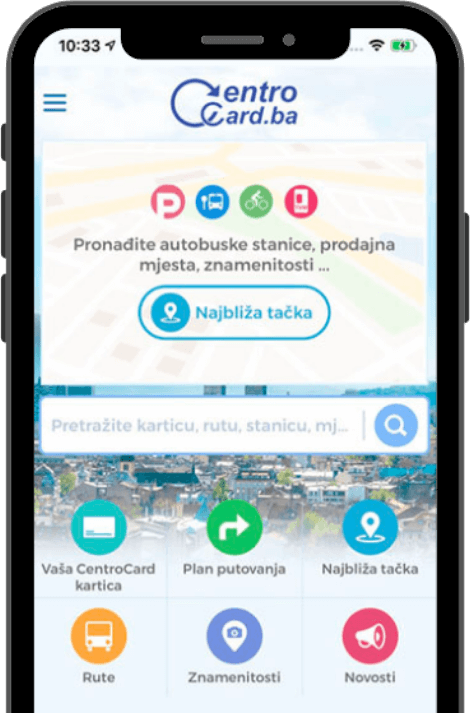 10:33
Centro
Card.ba
Pronađite autobuske stanice, prodajna
mjesta, znamenitosti ...
Najbliža tačka
Pretražite karticu, rutu, stanicu, mj...
Vaša CentroCard
kartica
Plan putovanja
Najbliža tačka
Rute
Znamenitosti
Novosti